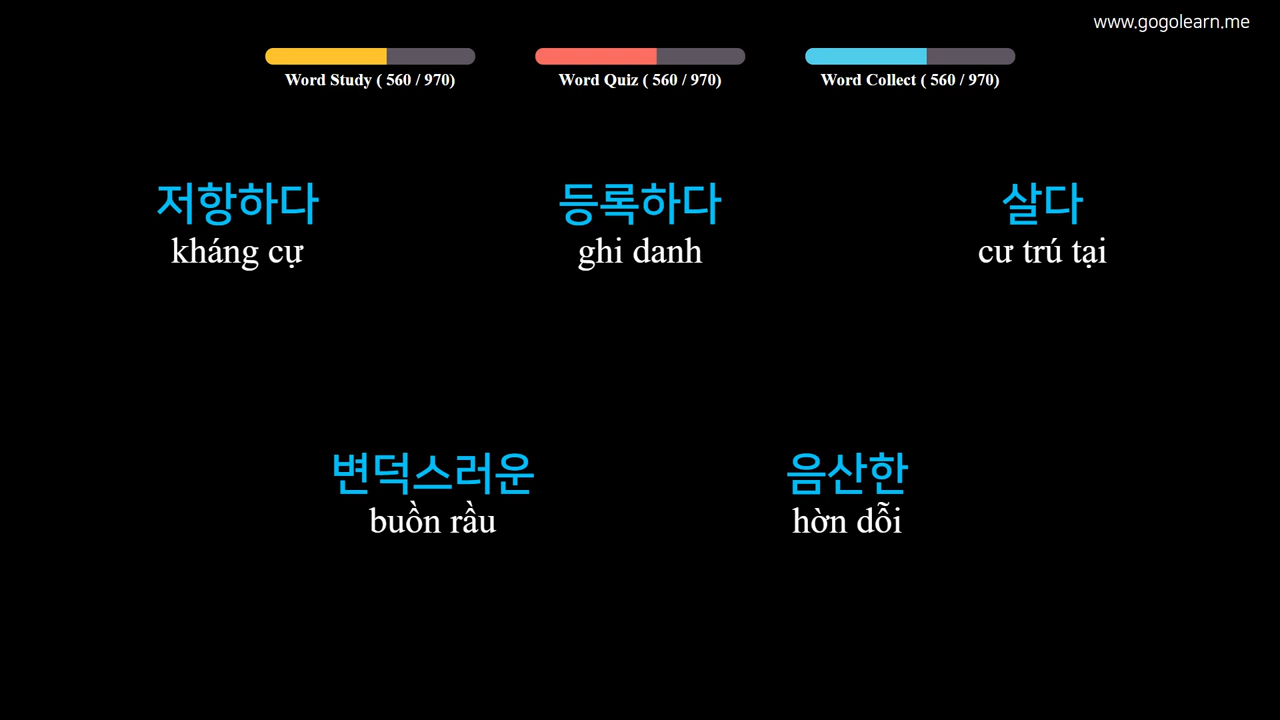 www.gogolearn.me
Word Study ( 560 / 970)
Word Quiz ( 560 / 970)
Word Collect ( 560 / 970)
저항하다
kháng cự
등록하다
ghi danh
살다
cư trú tại
변덕스러운
buồn rầu
음산한
hờn dỗi